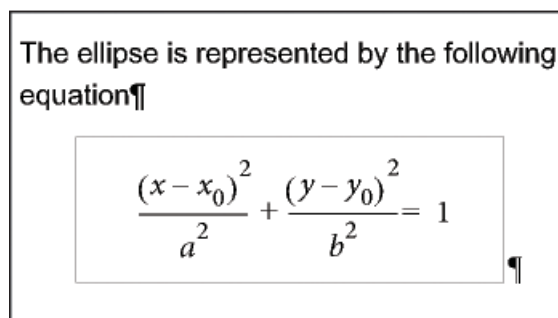 The ellipse is represented by the following
equation¶
(x − x₀)²/a² + (y − y₀)²/b² = 1 ¶